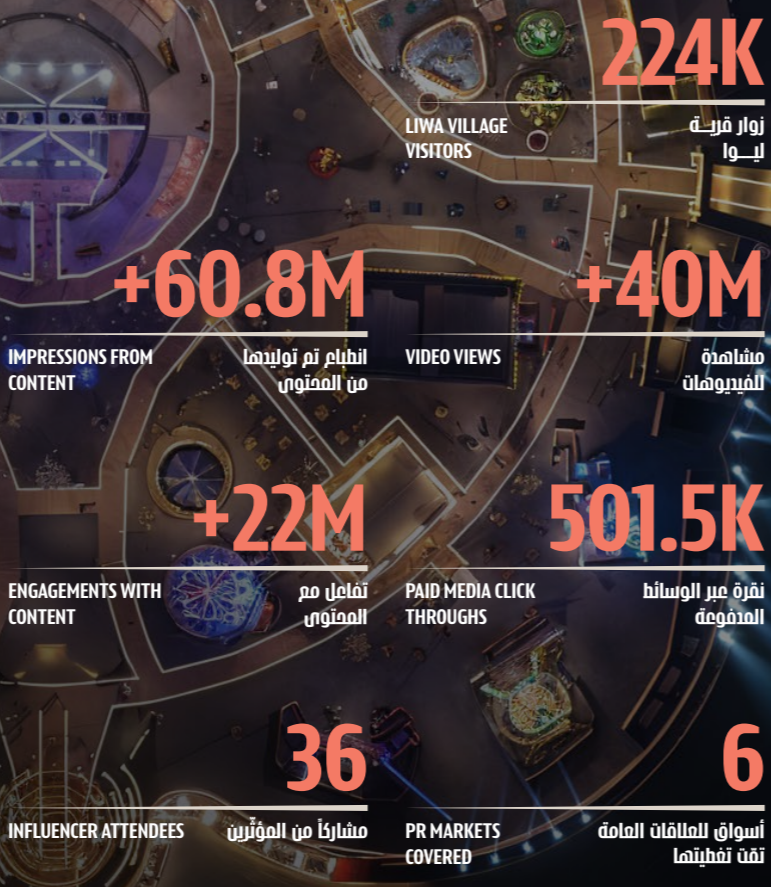 224K
LIWA VILLAGE
VISITORS
زوار قريــة
ليــــوا
+60.8M
IMPRESSIONS FROM
CONTENT
انطباع تم توليدها
من المحتوى
+40M
VIDEO VIEWS
مشاهدة
للفيديوهات
+22M
ENGAGEMENTS WITH
CONTENT
تفاعل مع
المحتوى
501.5K
PAID MEDIA CLICK
THROUGHS
نقرة عبر الوسائط
المدفوعة
36
INFLUENCER ATTENDEES
مشاركاً من المؤثّرين
6
PR MARKETS
COVERED
أسواق للعلاقات العامة
تمّت تغطيتها